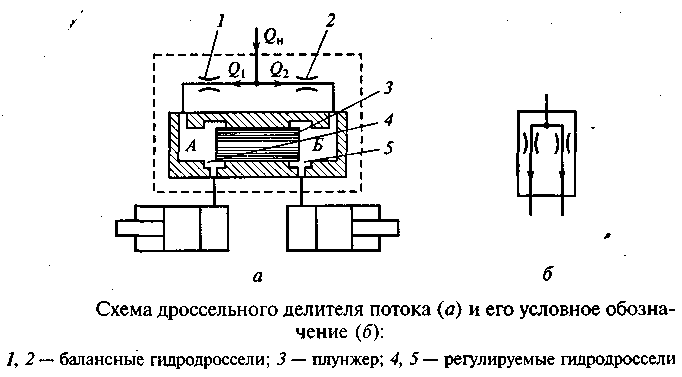 1
2
Qн
Q1 Q2
3
А
Б
4
5
а
б
Схема дроссельного делителя потока (а) и его условное обозна-
чение (б):
1, 2 — балансные гидродроссели; 3 — плунжер; 4, 5 — регулируемые гидродроссели